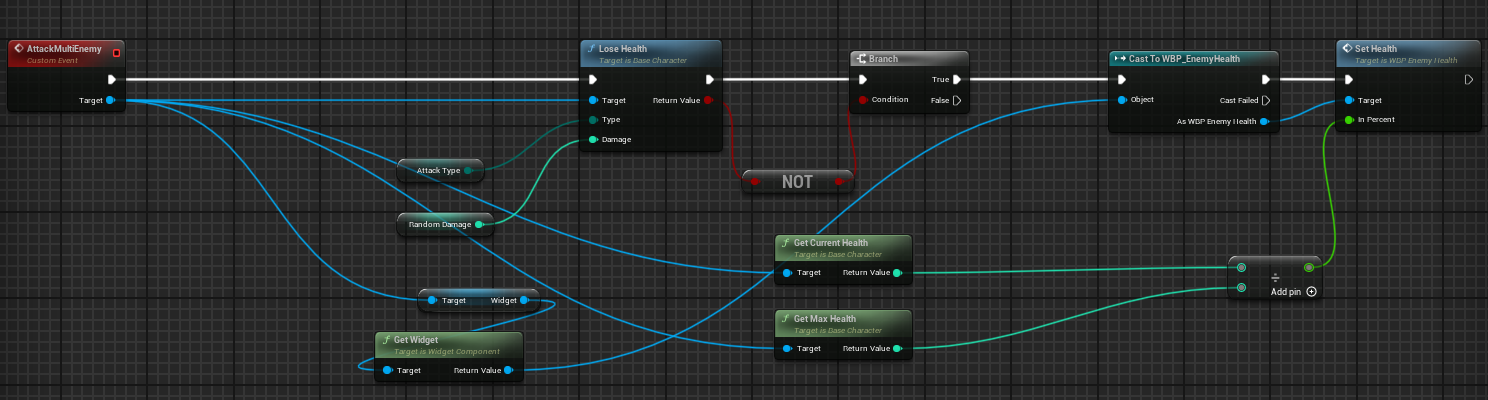 AttackMultiEnemy
Custom Event
Target
Lose Health
Target is Base Character
Target
Return Value
Type
Damage
Attack Type
Random Damage
Target
Widget
Get Widget
Target is Widget Component
Target
Return Value
NOT
Branch
True
Condition
False
Get Current Health
Target is Base Character
Target
Return Value
Get Max Health
Target is Base Character
Target
Return Value
Cast To WBP_EnemyHealth
Object
Cast Failed
As WBP Enemy Health
÷
Add pin
Set Health
Target is WBP Enemy Health
Target
In Percent